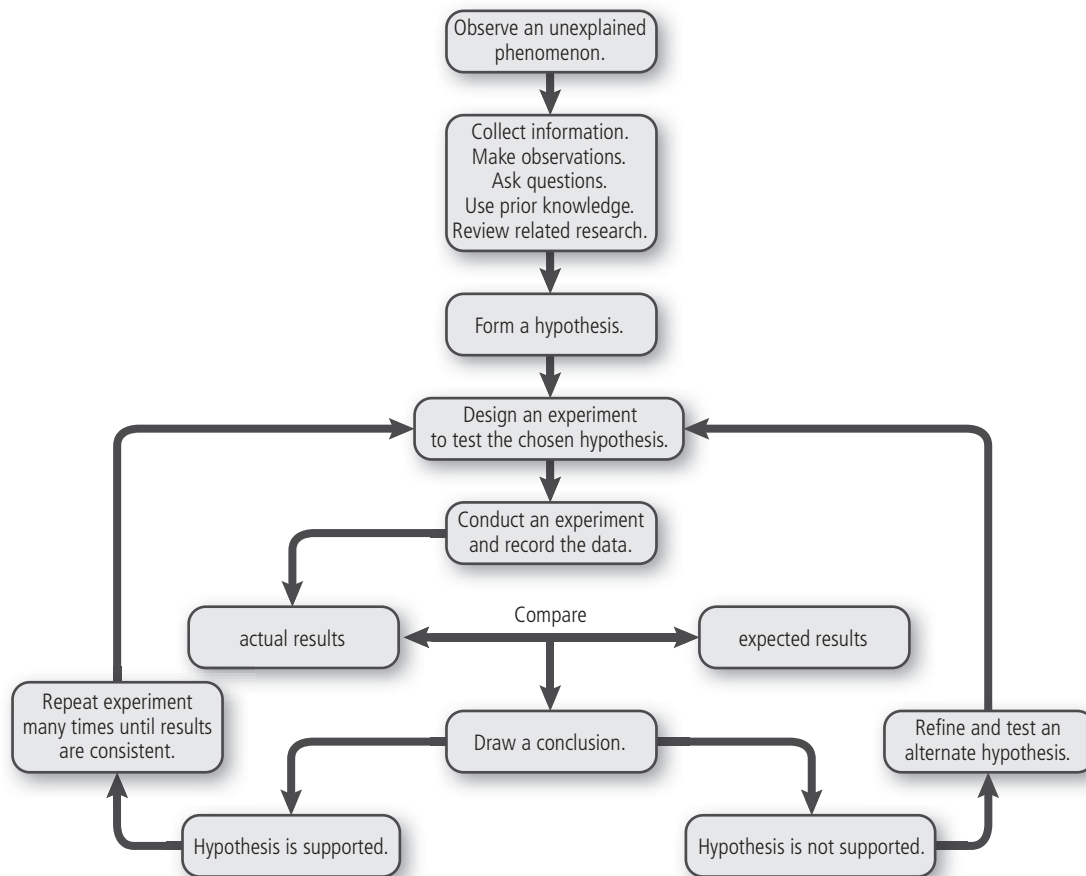 Observe an unexplained
phenomenon.
Collect information.
Make observations.
Ask questions.
Use prior knowledge.
Review related research.
Form a hypothesis.
Design an experiment
to test the chosen hypothesis.
Conduct an experiment
and record the data.
actual results
Compare
expected results
Repeat experiment
many times until results
are consistent.
Draw a conclusion.
Refine and test an
alternate hypothesis.
Hypothesis is supported.
Hypothesis is not supported.